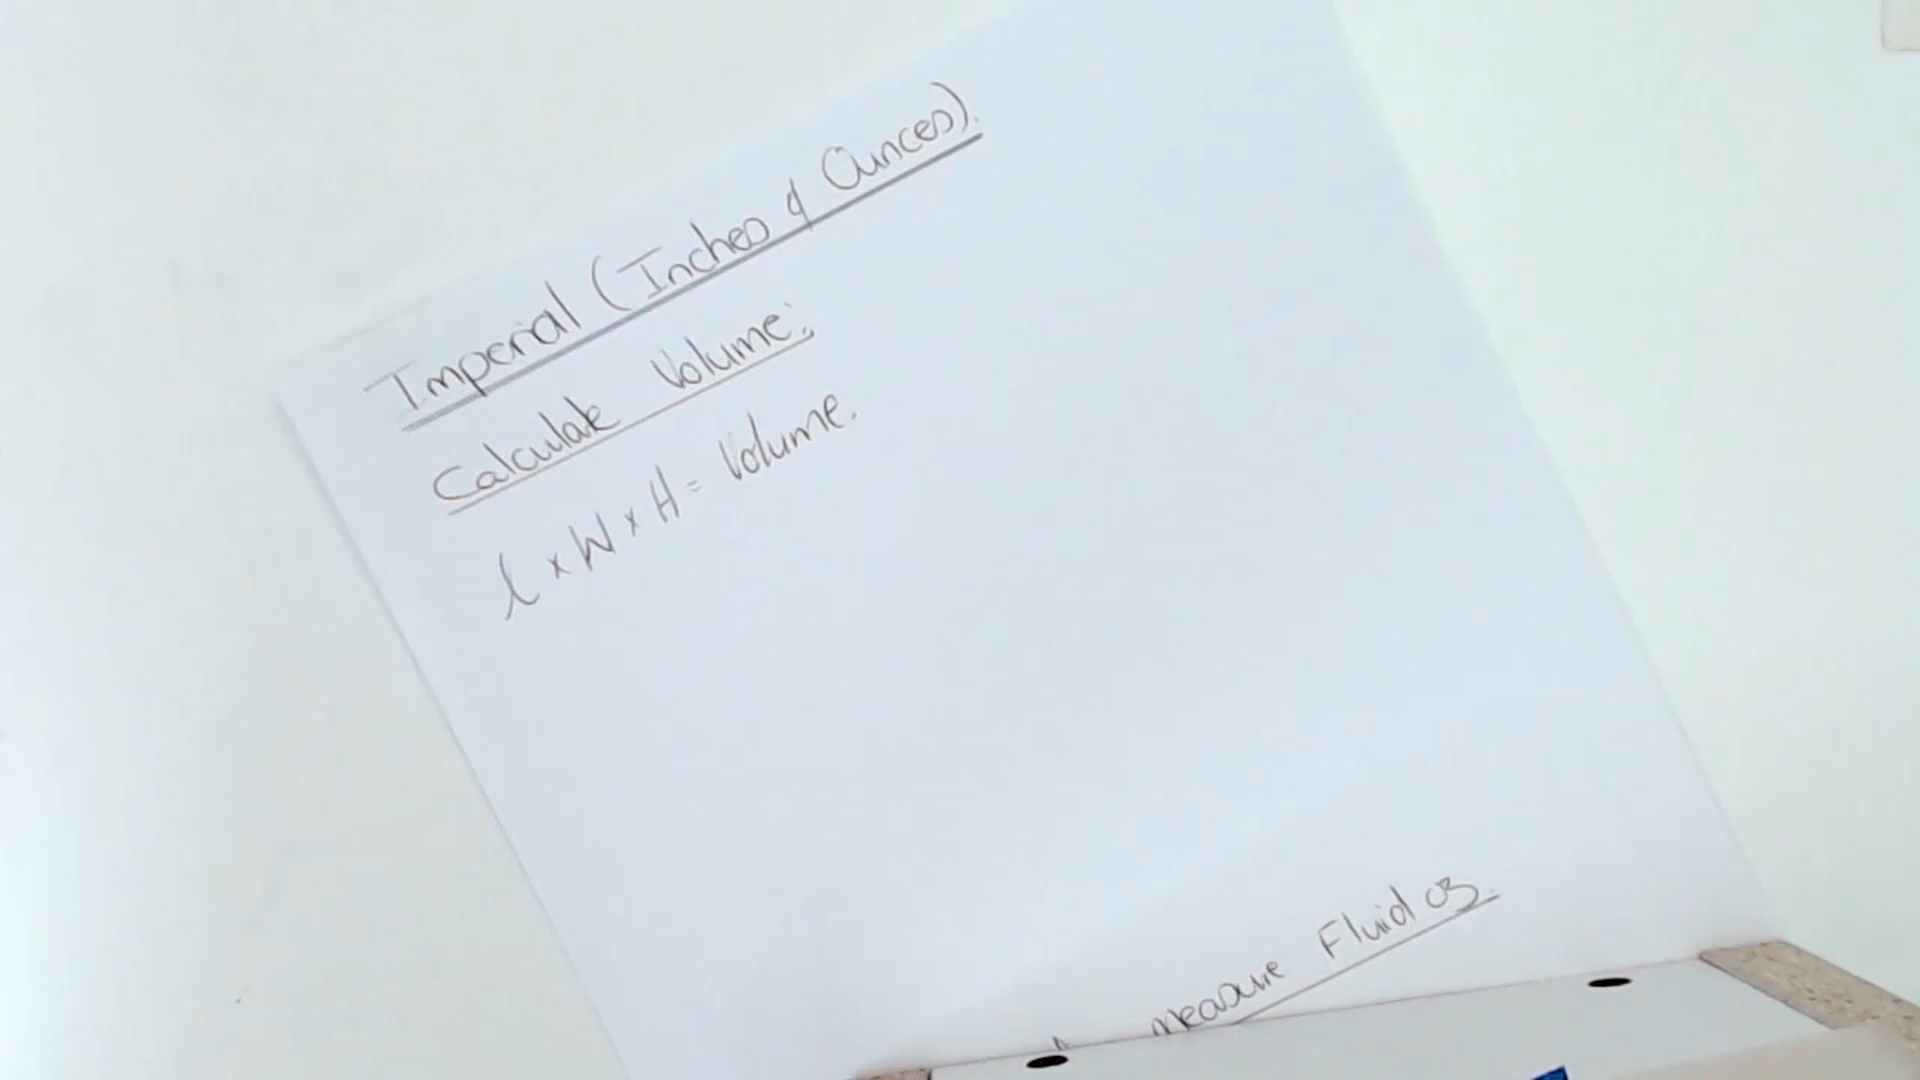 Imperial (Inches & Ounces).
Calculate Volume:
L x W x H = Volume.
measure Fluid oz.